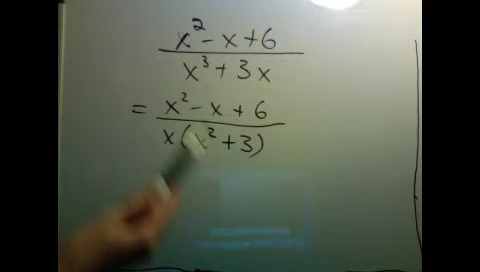 x² - x + 6
x³ + 3x
= x² - x + 6
x(x² + 3)